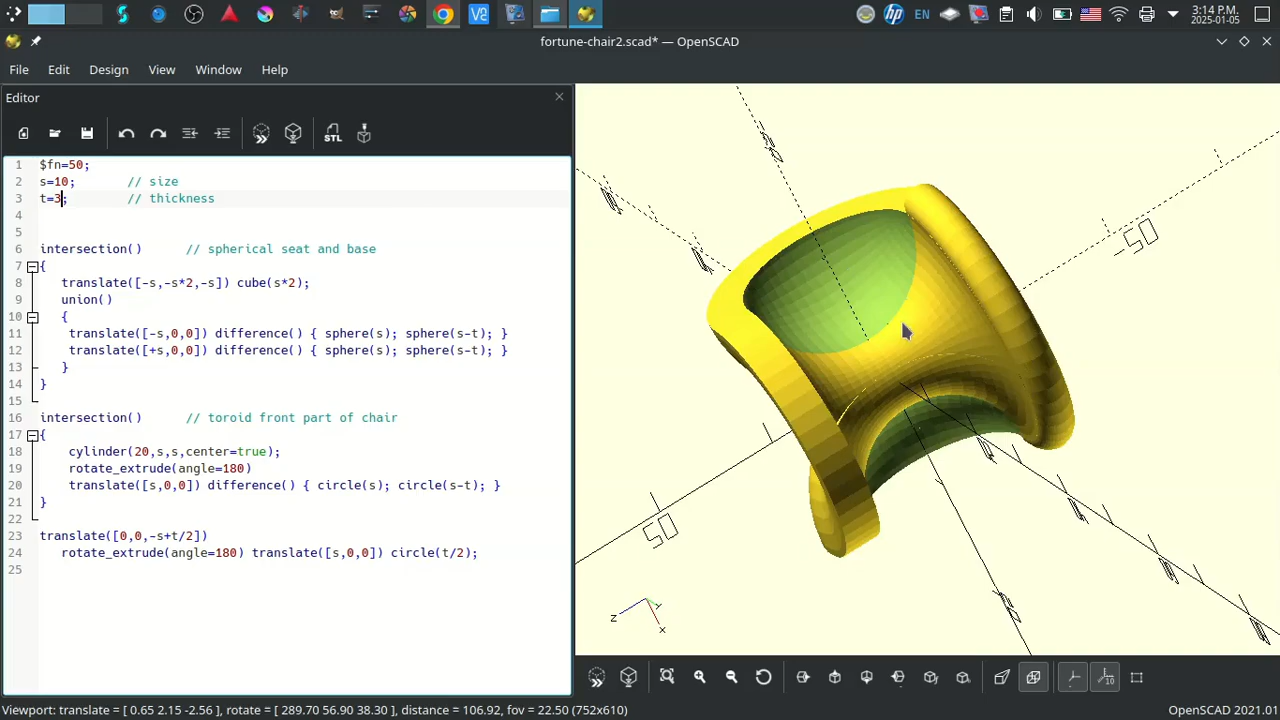 EN
3:14 P.M.
2025-01-05
fortune-chair2.scad* — OpenSCAD
File Edit Design View Window Help
Editor
STL
1 $fn=50;
2 s=10; // size
3 t=3; // thickness
4
5
6 intersection() // spherical seat and base
7 {
8 translate([-s,-s*2,-s]) cube(s*2);
9 union()
10 {
11 translate([-s,0,0]) difference() { sphere(s); sphere(s-t); }
12 translate([+s,0,0]) difference() { sphere(s); sphere(s-t); }
13 }
14 }
15
16 intersection() // toroid front part of chair
17 {
18 cylinder(20,s,s,center=true);
19 rotate_extrude(angle=180)
20 translate([s,0,0]) difference() { circle(s); circle(s-t); }
21 }
22
23 translate([0,0,-s+t/2])
24 rotate_extrude(angle=180) translate([s,0,0]) circle(t/2);
25
50
50
z
x
y
10
Viewport: translate = [ 0.65 2.15 -2.56 ], rotate = [ 289.70 56.90 38.30 ], distance = 106.92, fov = 22.50 (752x610)
OpenSCAD 2021.01